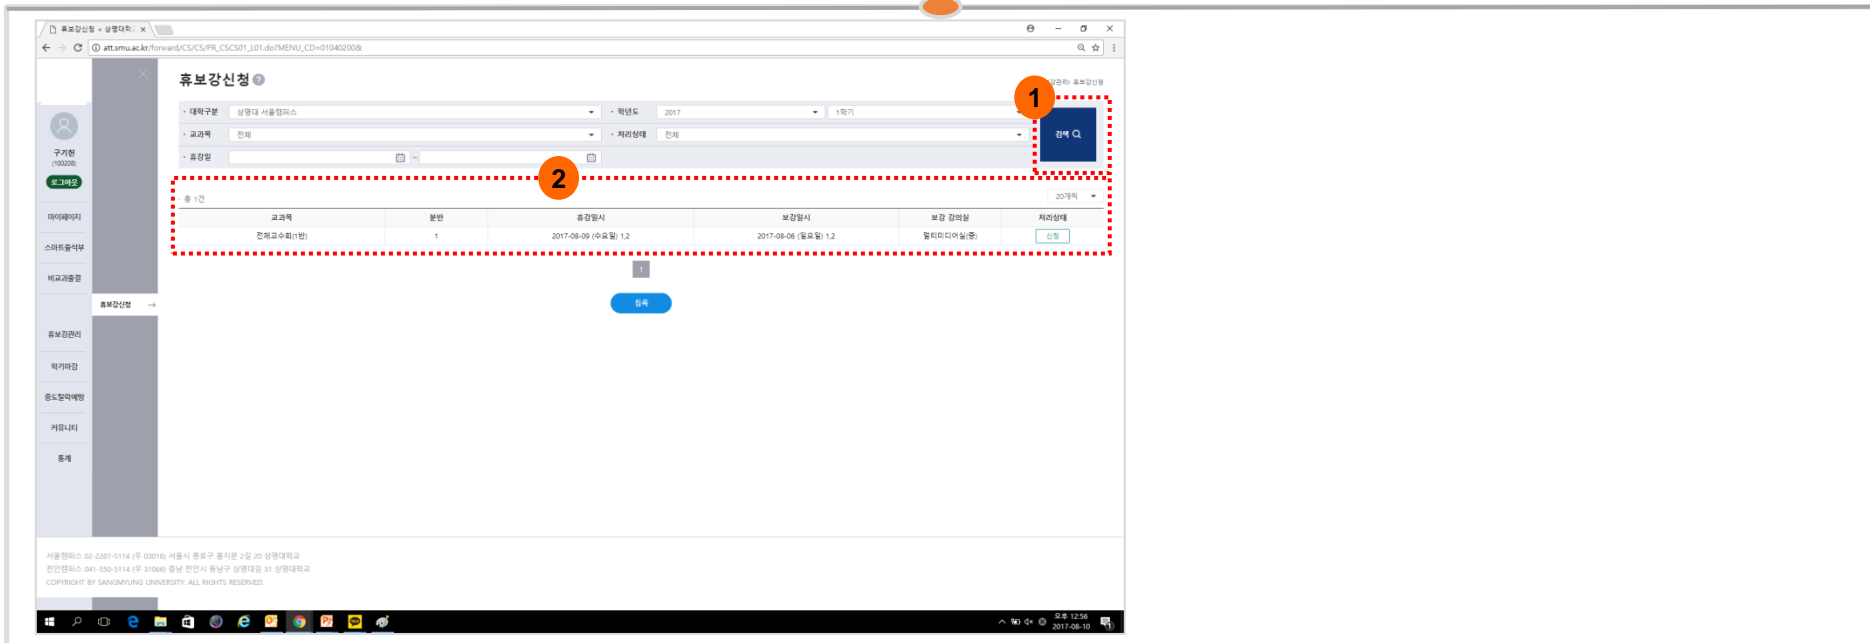 휴보강신청 < 상명대학
att.smu.ac.kr/forward/CS/CS/PR_CSCS01_L01.do?MENU_CD=01040200&
휴보강신청
강관리> 휴보강신청
1
대학구분 상명대 서울캠퍼스 학년도 2017 1학기
교과목 전체 처리상태 전체
검색
휴강일 -
2
구기헌
(100208)
로그아웃
마이페이지
스마트출석부
비교과출결
휴보강신청 →
휴보강관리
학기마감
중도탈락예방
커뮤니티
통계
총 1건
20개씩
교과목 분반 휴강일시 보강일시 보강 강의실 처리상태
전체교수회(1반) 1 2017-08-09 (수요일) 1,2 2017-08-06 (일요일) 1,2 멀티미디어실(중) 신청
1
등록
서울캠퍼스 02-2287-5114 (우 03016) 서울시 종로구 홍지문 2길 20 상명대학교
천안캠퍼스 041-550-5114 (우 31066) 충남 천안시 동남구 상명대길 31 상명대학교
COPYRIGHT BY SANGMYUNG UNIVERSITY. ALL RIGHTS RESERVED.
오후 12:56
2017-08-10